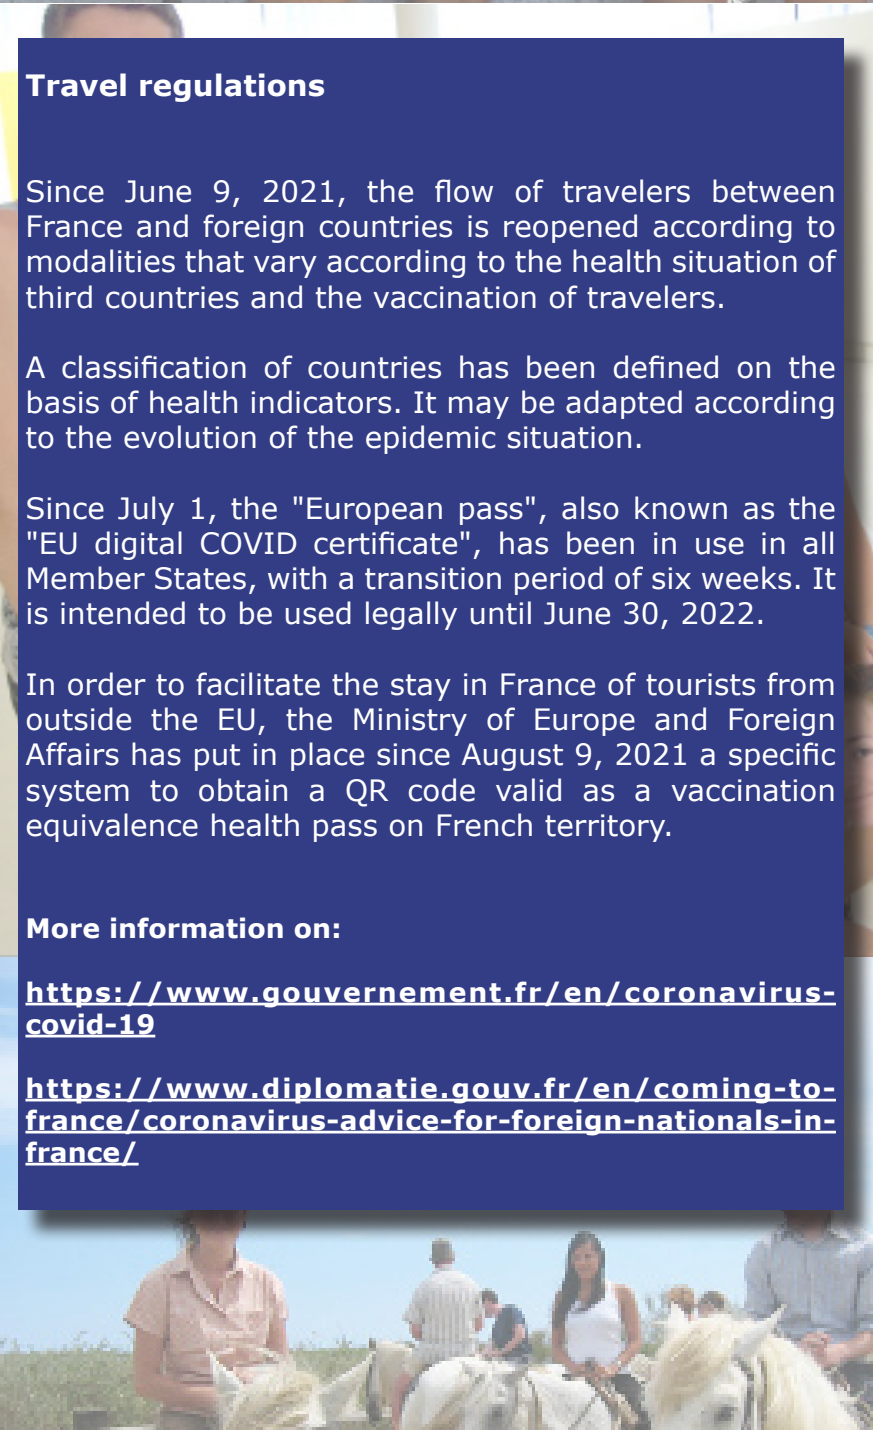 Travel regulations
Since June 9, 2021, the flow of travelers between
France and foreign countries is reopened according to
modalities that vary according to the health situation of
third countries and the vaccination of travelers.
A classification of countries has been defined on the
basis of health indicators. It may be adapted according
to the evolution of the epidemic situation.
Since July 1, the "European pass", also known as the
"EU digital COVID certificate", has been in use in all
Member States, with a transition period of six weeks. It
is intended to be used legally until June 30, 2022.
In order to facilitate the stay in France of tourists from
outside the EU, the Ministry of Europe and Foreign
Affairs has put in place since August 9, 2021 a specific
system to obtain a QR code valid as a vaccination
equivalence health pass on French territory.
More information on:
https://www.gouvernement.fr/en/coronavirus-
covid-19
https://www.diplomatie.gouv.fr/en/coming-to-
france/coronavirus-advice-for-foreign-nationals-in-
france/